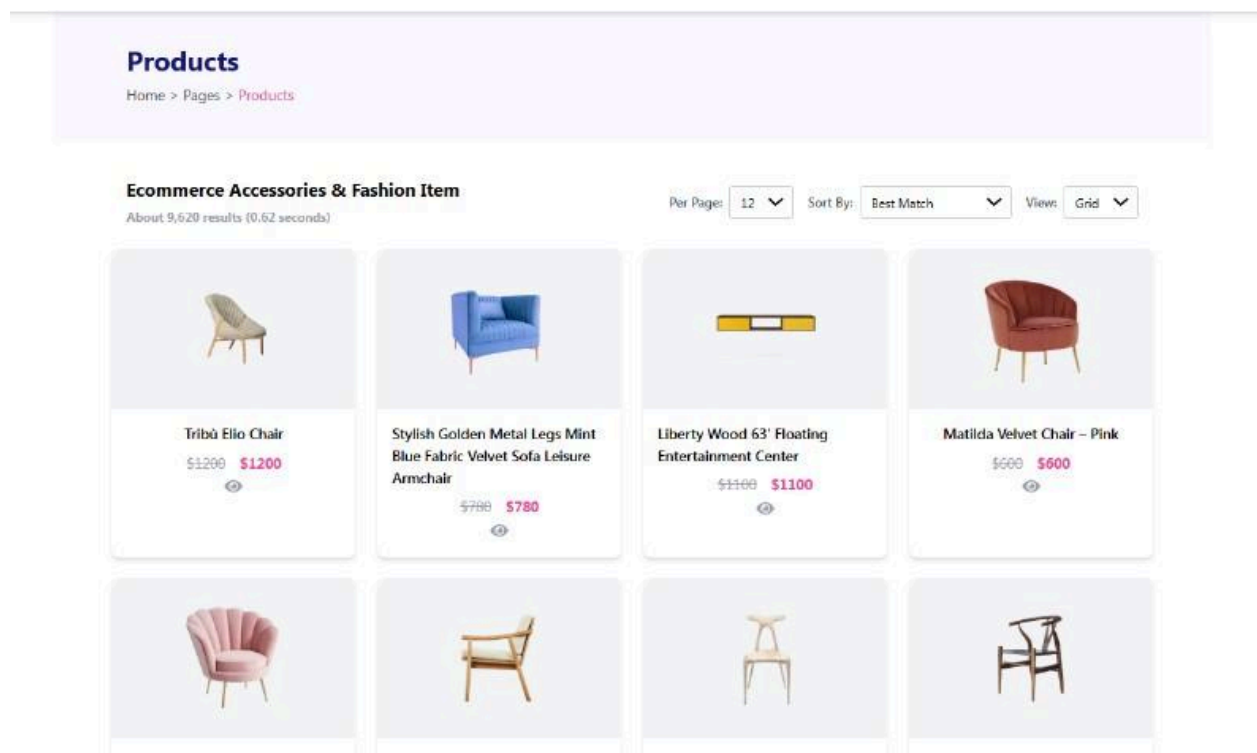 Products
Home > Pages > Products
Ecommerce Accessories & Fashion Item
About 9,620 results (0.62 seconds)
Per Page: 12 Sort By: Best Match View: Grid
Tribù Elio Chair
$1200 $1200
Stylish Golden Metal Legs Mint
Blue Fabric Velvet Sofa Leisure
Armchair
$780 $780
Liberty Wood 63' Floating
Entertainment Center
$1100 $1100
Matilda Velvet Chair – Pink
$600 $600